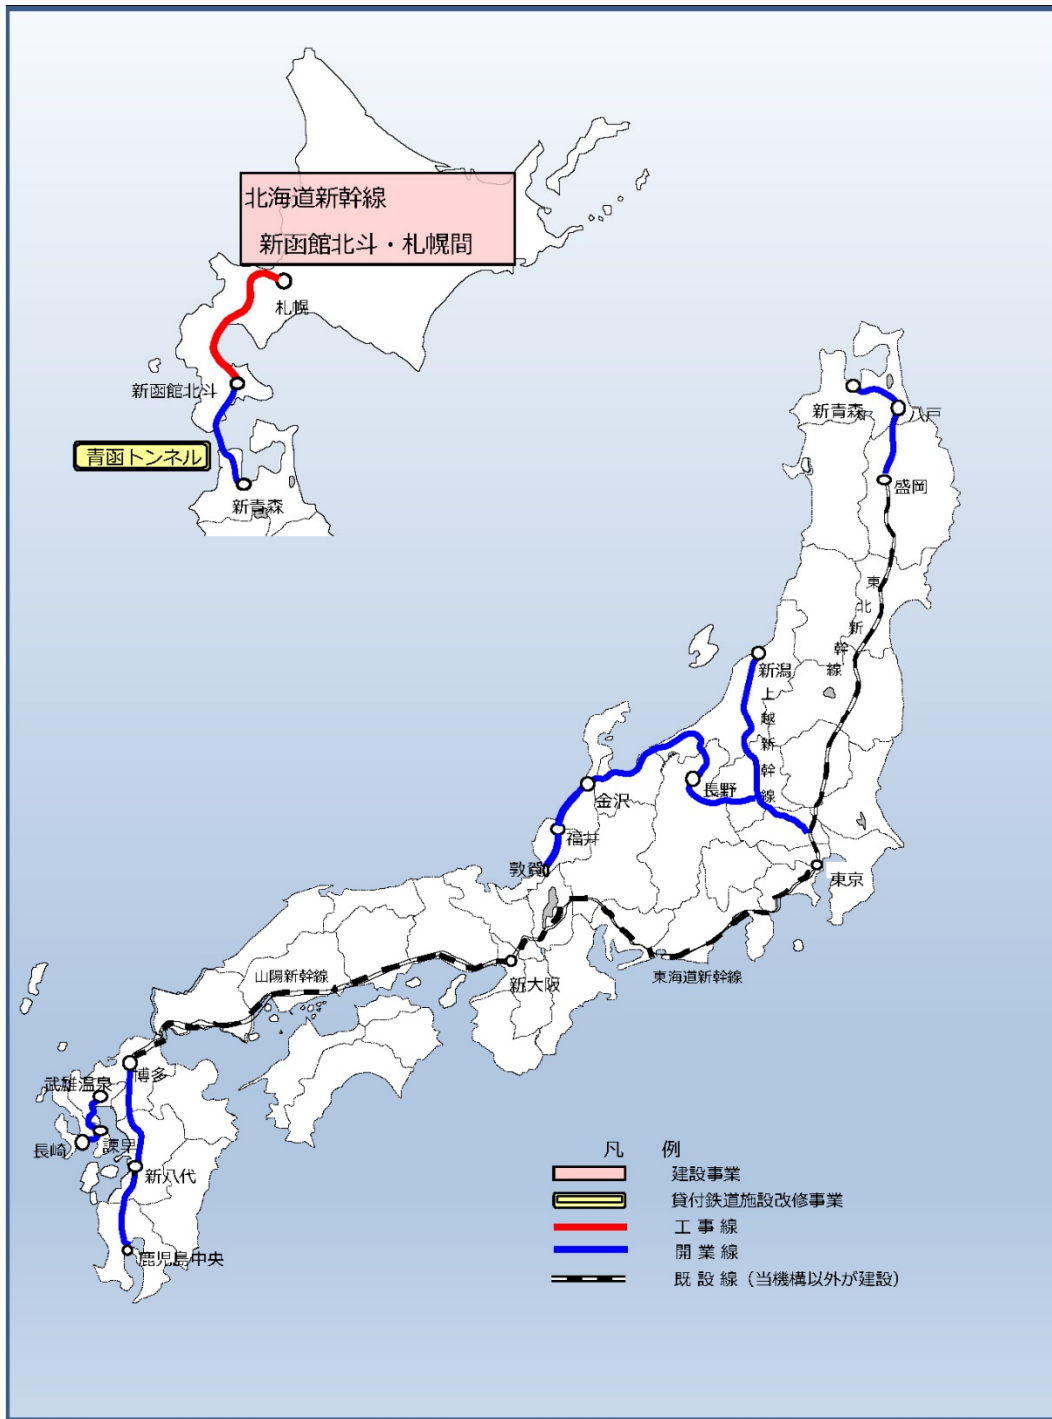 北海道新幹線
新函館北斗・札幌間
札幌
新函館北斗
青函トンネル
新青森
新青森
八戸
盛岡
東北新幹線
新潟
上越新幹線
長野
金沢
福井
敦賀
東京
新大阪
東海道新幹線
山陽新幹線
博多
武雄温泉
諫早
長崎
新八代
鹿児島中央
凡 例
建設事業
貸付鉄道施設改修事業
工事線
開業線
既設線（当機構以外が建設）